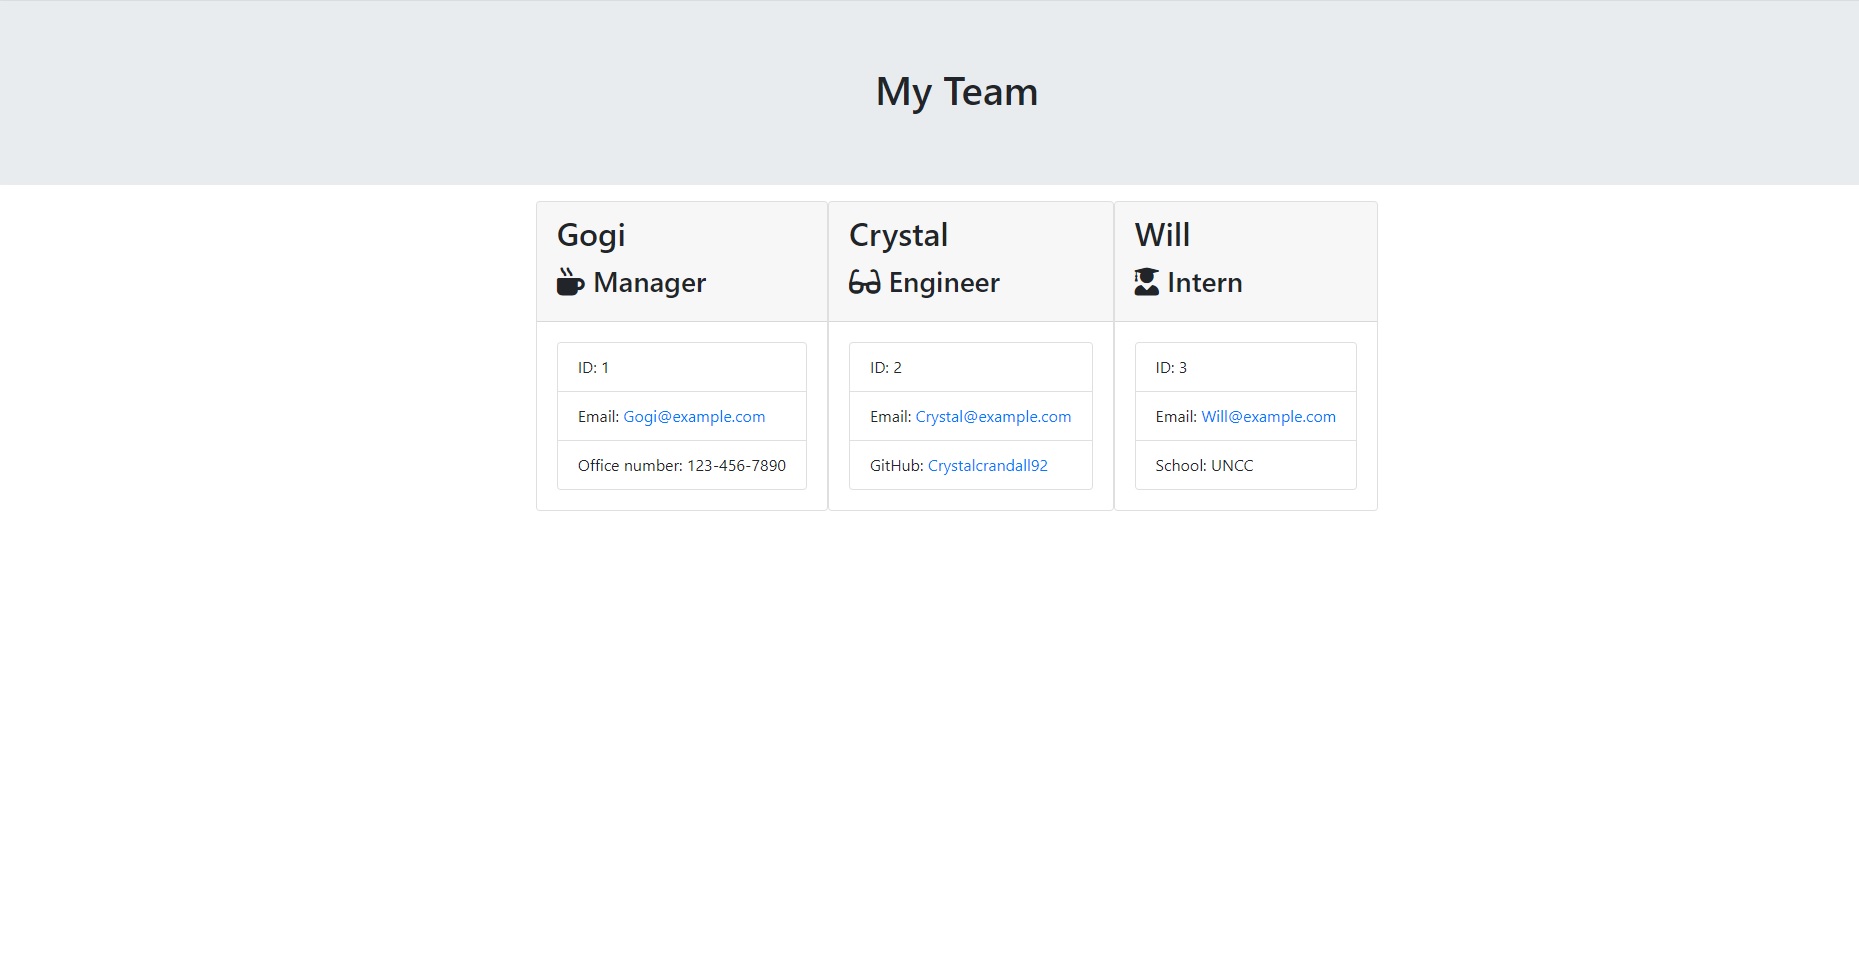 My Team
Gogi
Manager
ID: 1
Email: Gogi@example.com
Office number: 123-456-7890
Crystal
Engineer
ID: 2
Email: Crystal@example.com
GitHub: Crystalcrandall92
Will
Intern
ID: 3
Email: Will@example.com
School: UNCC